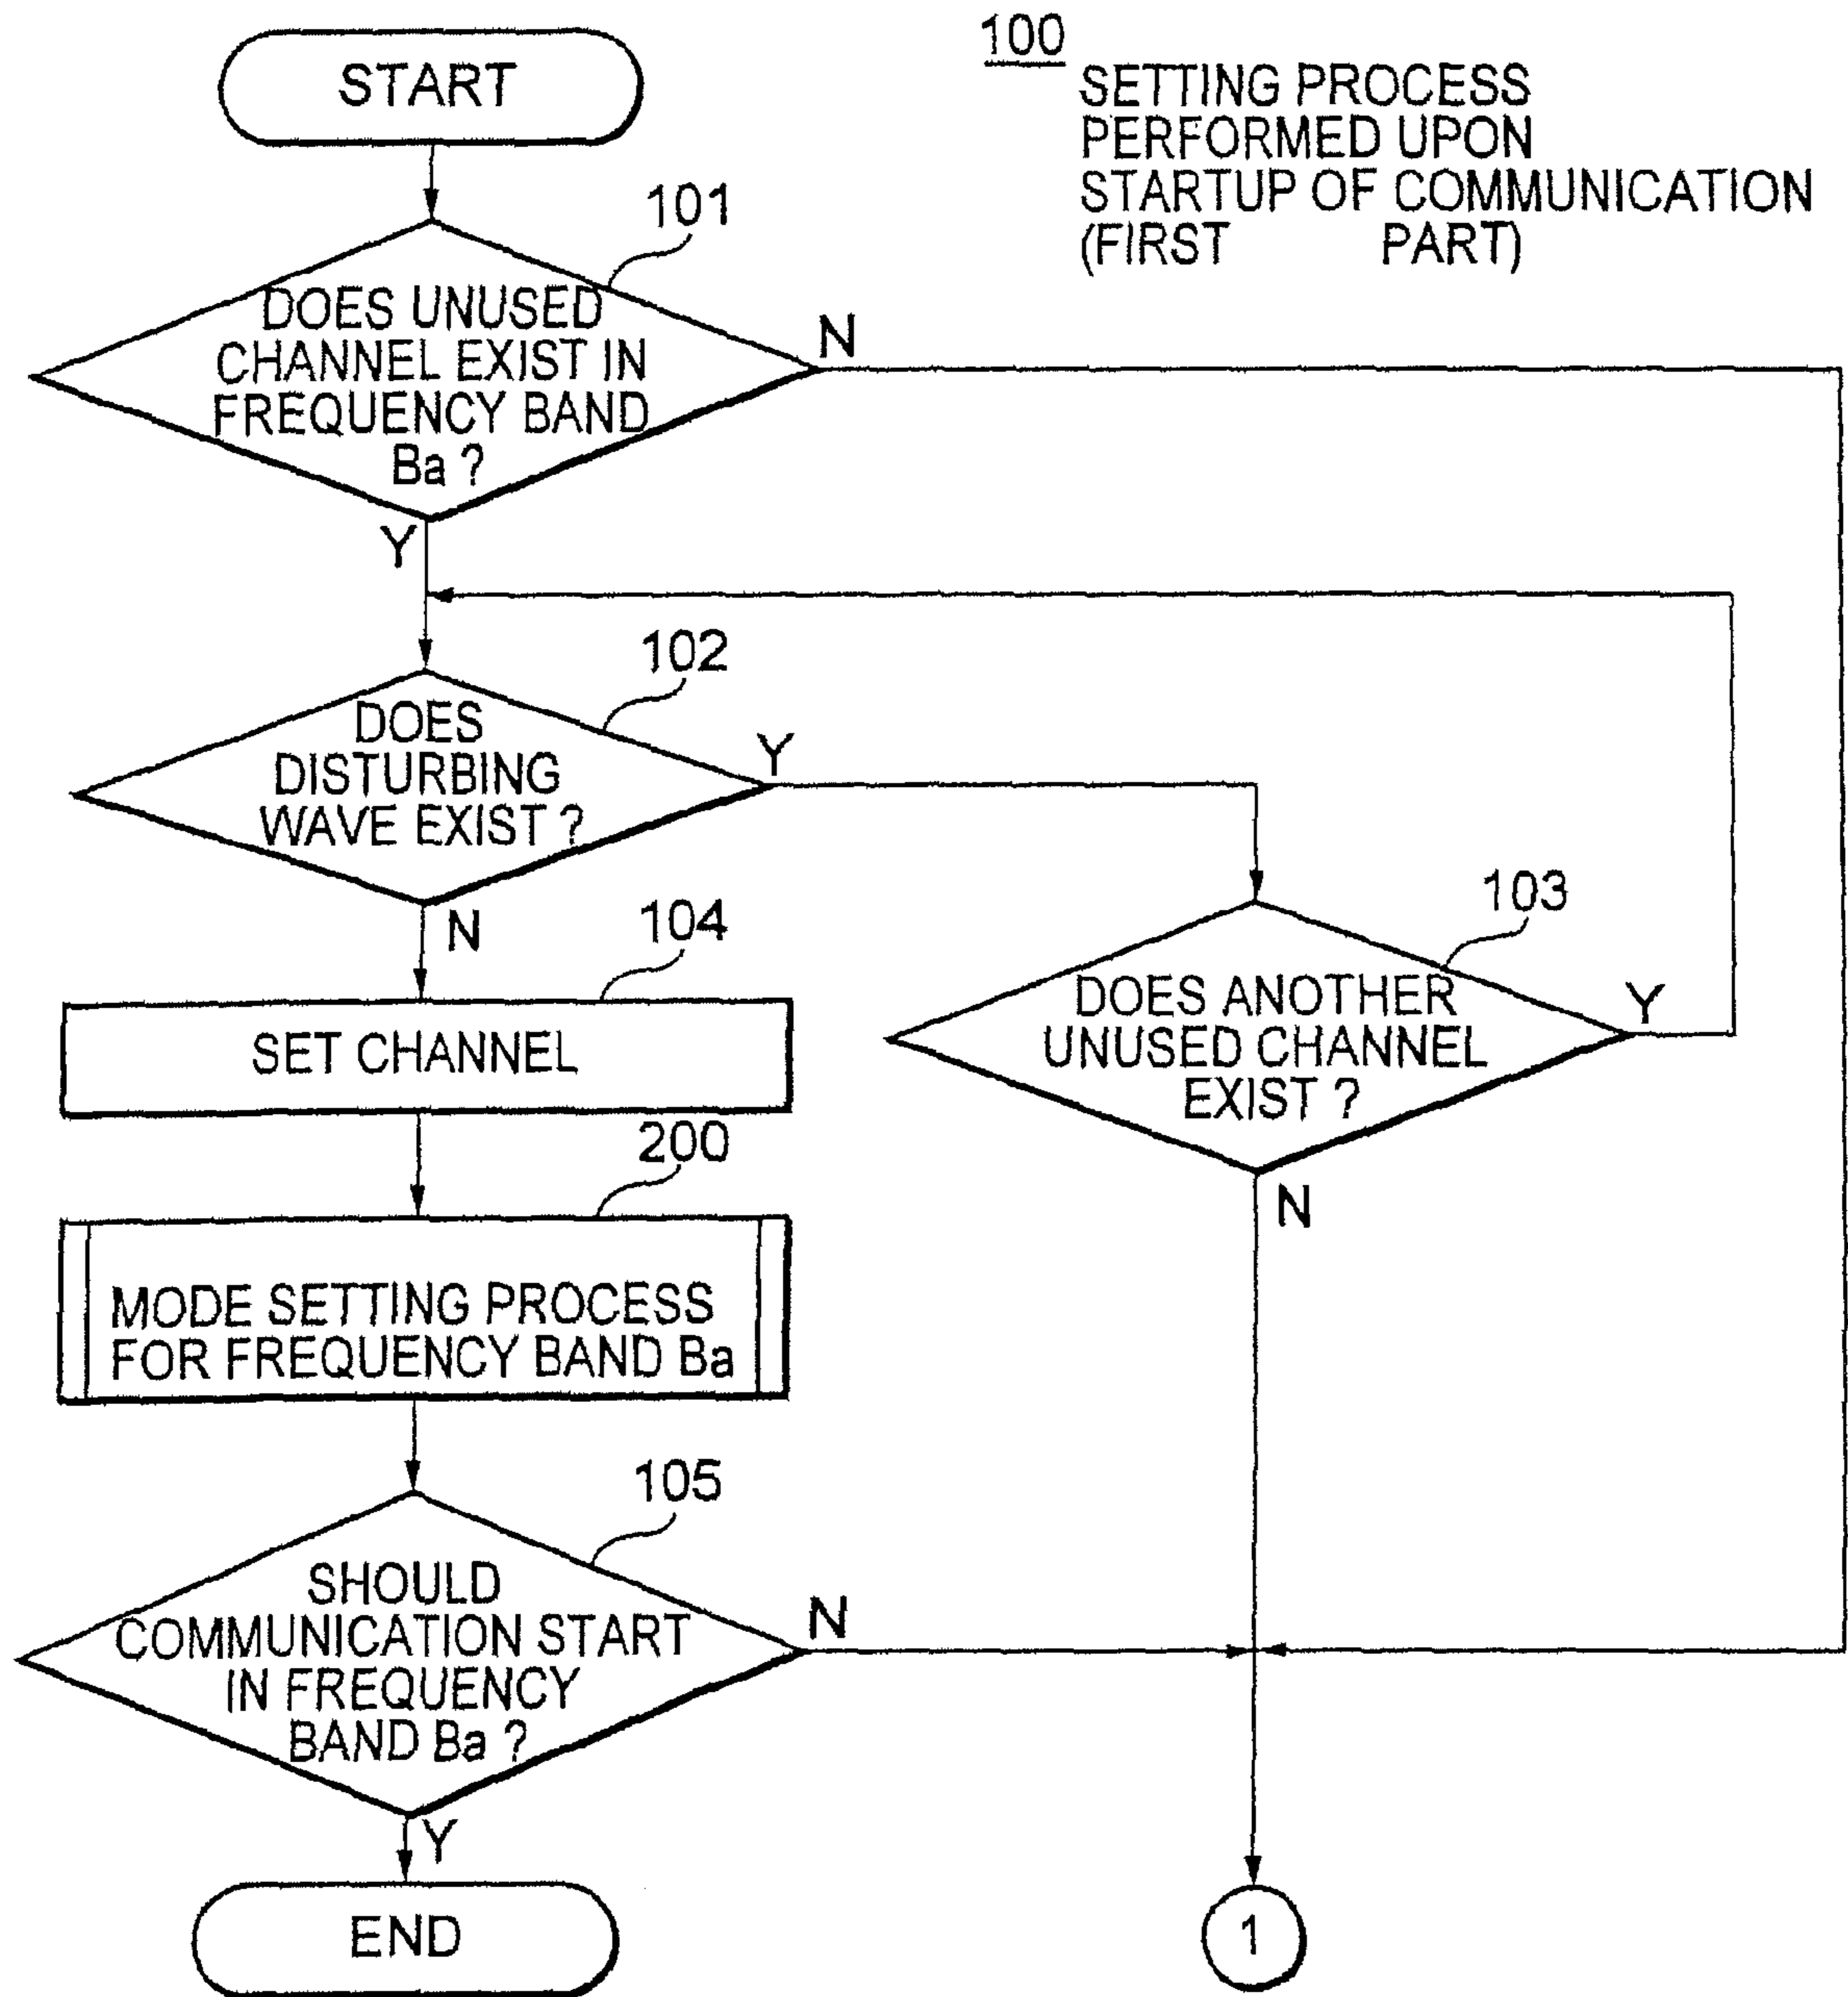 100
SETTING PROCESS
PERFORMED UPON
STARTUP OF COMMUNICATION
(FIRST PART)
START
101
DOES UNUSED
CHANNEL EXIST IN
FREQUENCY BAND
Ba ?
N
Y
102
DOES
DISTURBING
WAVE EXIST ?
Y
N
103
DOES ANOTHER
UNUSED CHANNEL
EXIST ?
Y
N
104
SET CHANNEL
200
MODE SETTING PROCESS
FOR FREQUENCY BAND Ba
105
SHOULD
COMMUNICATION START
IN FREQUENCY
BAND Ba ?
N
Y
END
1